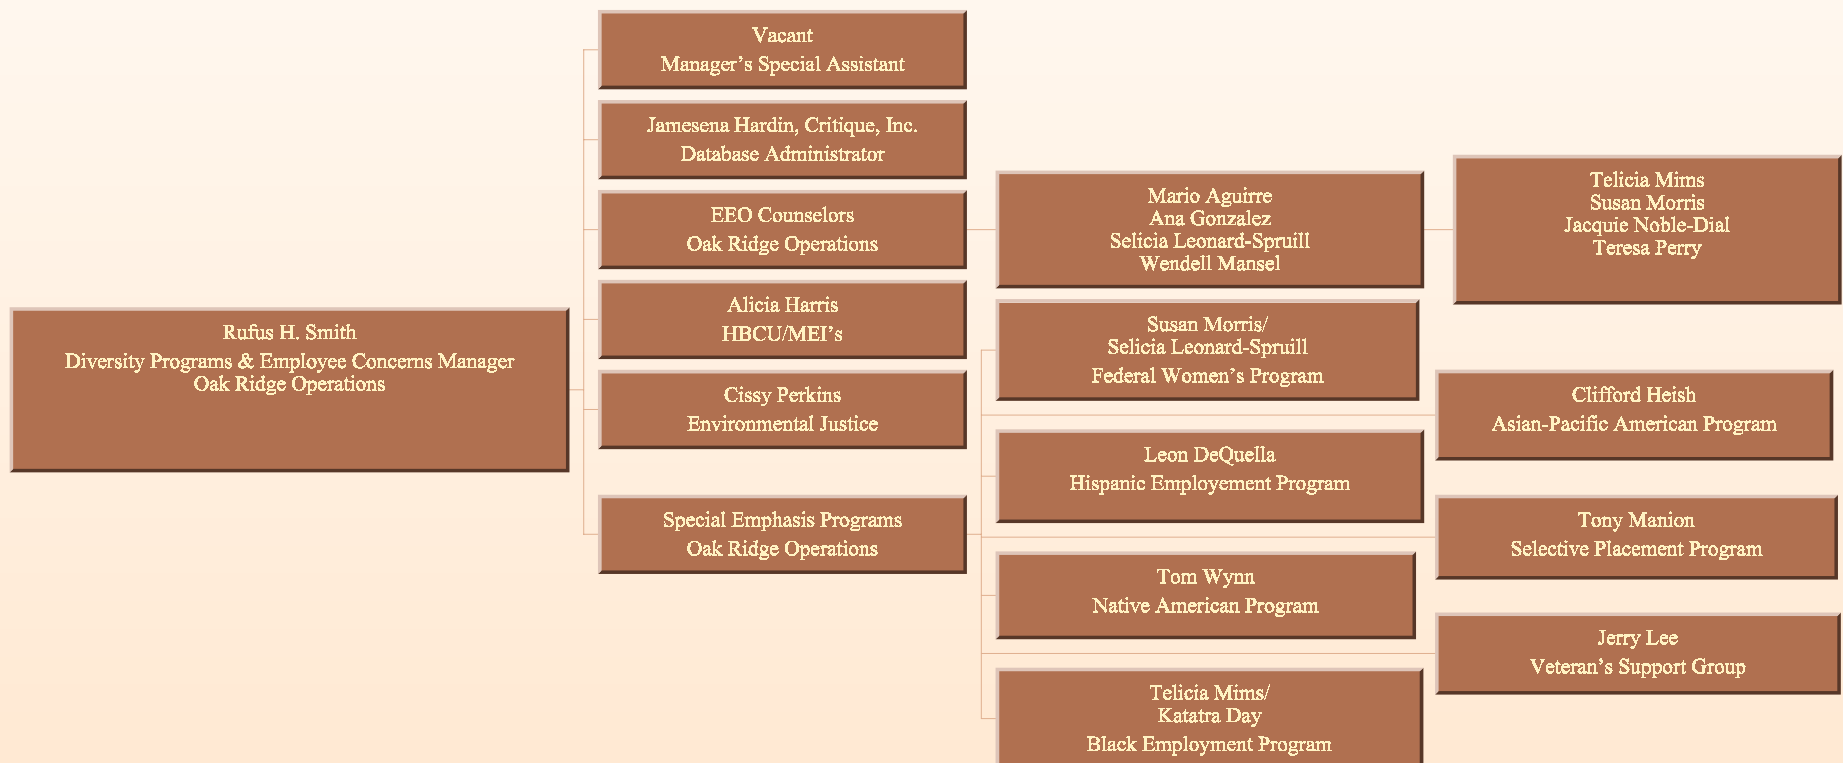 Vacant
Manager's Special Assistant
Jamesena Hardin, Critique, Inc.
Database Administrator
EEO Counselors
Oak Ridge Operations
Mario Aguirre
Ana Gonzalez
Selicia Leonard-Spruill
Wendell Mansel
Telicia Mims
Susan Morris
Jacquie Noble-Dial
Teresa Perry
Alicia Harris
HBCU/MEI's
Rufus H. Smith
Diversity Programs & Employee Concerns Manager
Oak Ridge Operations
Cissy Perkins
Environmental Justice
Special Emphasis Programs
Oak Ridge Operations
Susan Morris/
Selicia Leonard-Spruill
Federal Women's Program
Clifford Heish
Asian-Pacific American Program
Leon DeQuella
Hispanic Employement Program
Tony Manion
Selective Placement Program
Tom Wynn
Native American Program
Jerry Lee
Veteran's Support Group
Telicia Mims/
Katatra Day
Black Employment Program